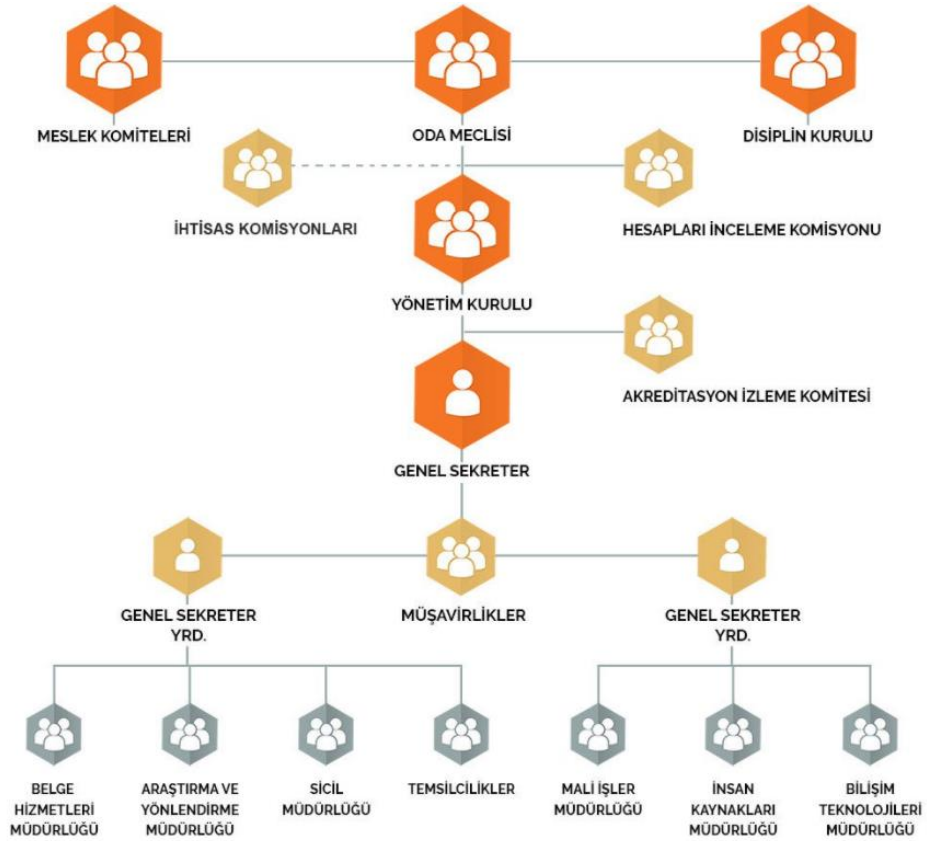 MESLEK KOMİTELERİ
ODA MECLİSİ
DİSİPLİN KURULU
İHTİSAS KOMİSYONLARI
HESAPLARI İNCELEME KOMİSYONU
YÖNETİM KURULU
AKREDİTASYON İZLEME KOMİTESİ
GENEL SEKRETER
GENEL SEKRETER
YRD.
MÜŞAVİRLİKLER
GENEL SEKRETER
YRD.
BELGE
HİZMETLERİ
MÜDÜRLÜĞÜ
ARAŞTIRMA VE
YÖNLENDİRME
MÜDÜRLÜĞÜ
SİCİL
MÜDÜRLÜĞÜ
TEMSİLCİLİKLER
MALİ İŞLER
MÜDÜRLÜĞÜ
İNSAN
KAYNAKLARI
MÜDÜRLÜĞÜ
BİLİŞİM
TEKNOLOJİLERİ
MÜDÜRLÜĞÜ